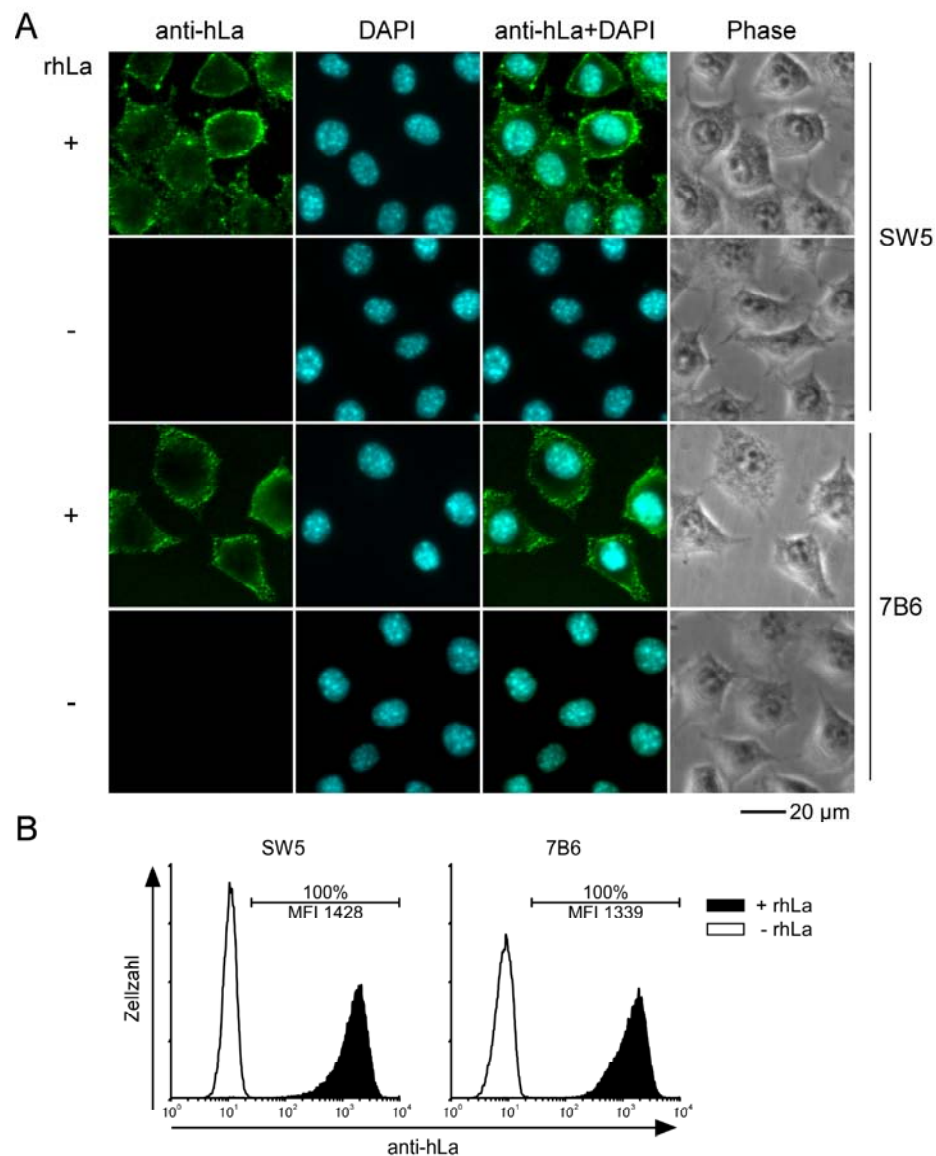 A
anti-hLa DAPI anti-hLa+DAPI Phase
rhLa
+
-
SW5
+
-
7B6
20 µm
B
SW5 7B6
100% 100%
MFI 1428 MFI 1339
+ rhLa
- rhLa
Zellzahl
10⁰ 10¹ 10² 10³ 10⁴ 10⁰ 10¹ 10² 10³ 10⁴
anti-hLa